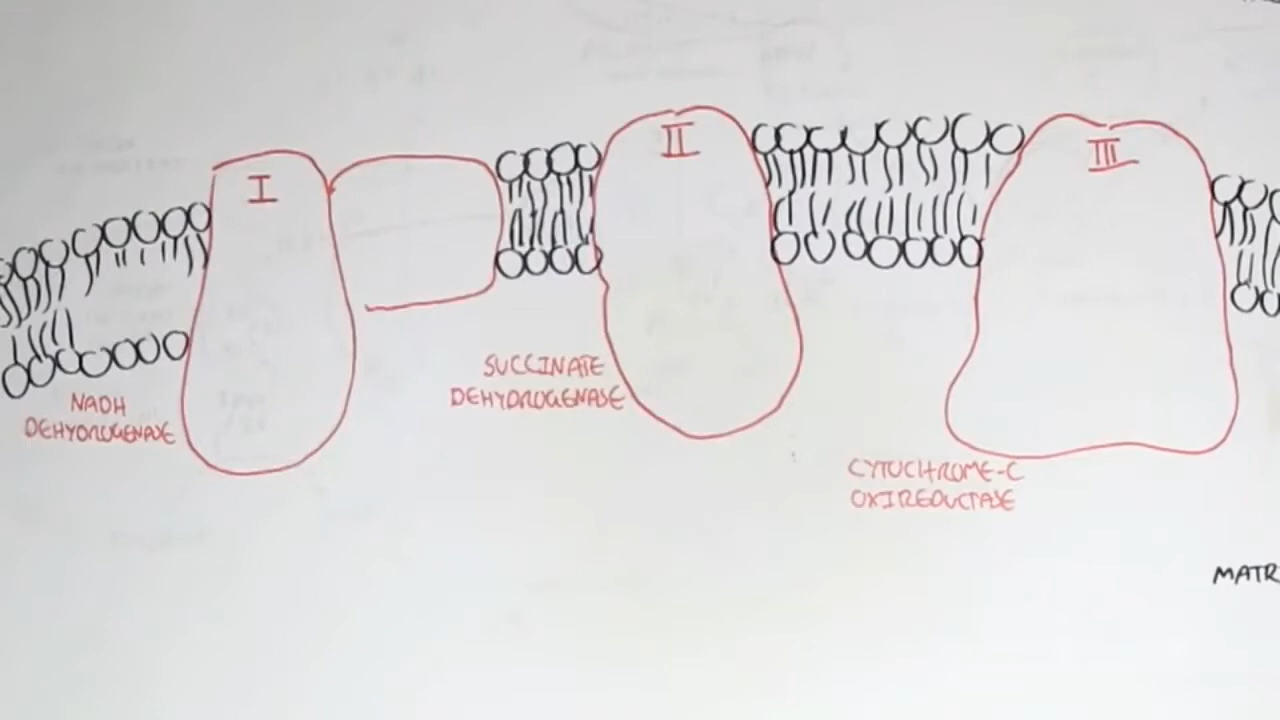 I
II
III
NADH
DEHYDROGENASE
SUCCINATE
DEHYDROGENASE
CYTOCHROME-C
OXIREDUCTASE
MATR